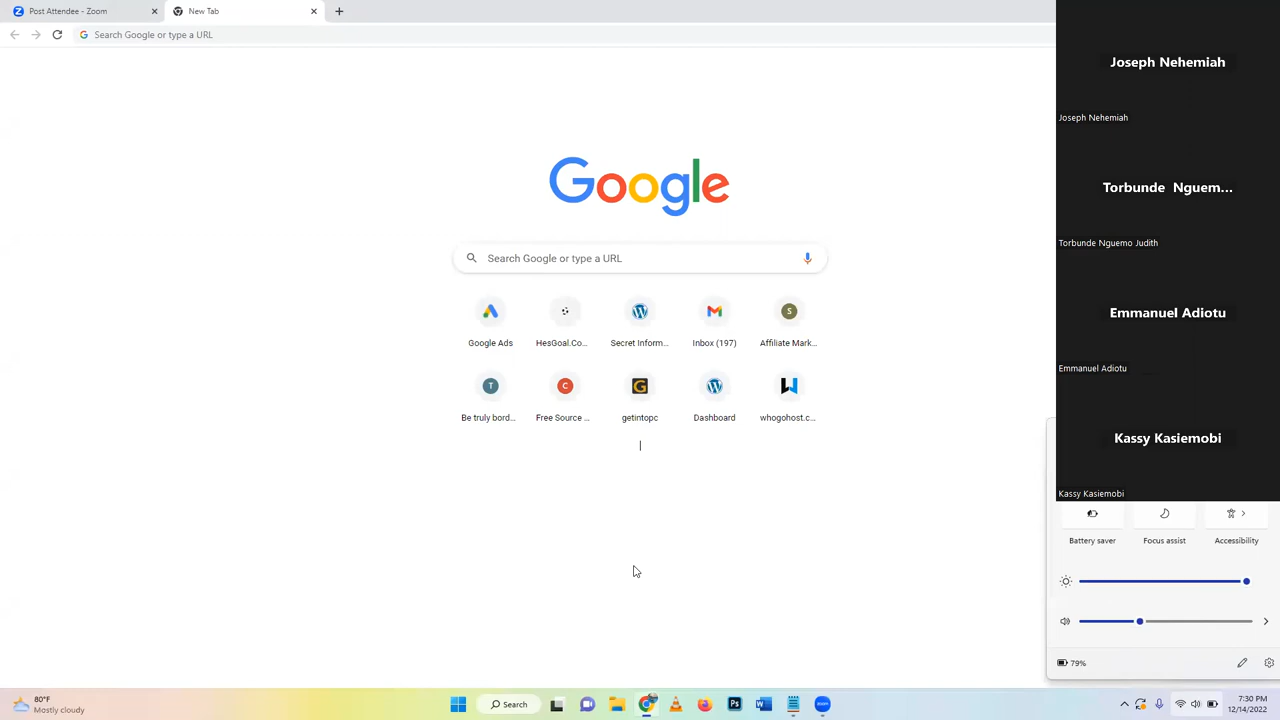 Post Attendee - Zoom
New Tab
Search Google or type a URL
Google
Search Google or type a URL
Google Ads
HesGoal.Co...
Secret Inform...
Inbox (197)
Affiliate Mark...
Be truly bord...
Free Source ...
getintopc
Dashboard
whogohost.c...
Joseph Nehemiah
Joseph Nehemiah
Torbunde Nguem...
Torbunde Nguemo Judith
Emmanuel Adiotu
Emmanuel Adiotu
Kassy Kasiemobi
Kassy Kasiemobi
Battery saver
Focus assist
Accessibility
79%
80°F
Mostly cloudy
Search
7:30 PM
12/14/2022